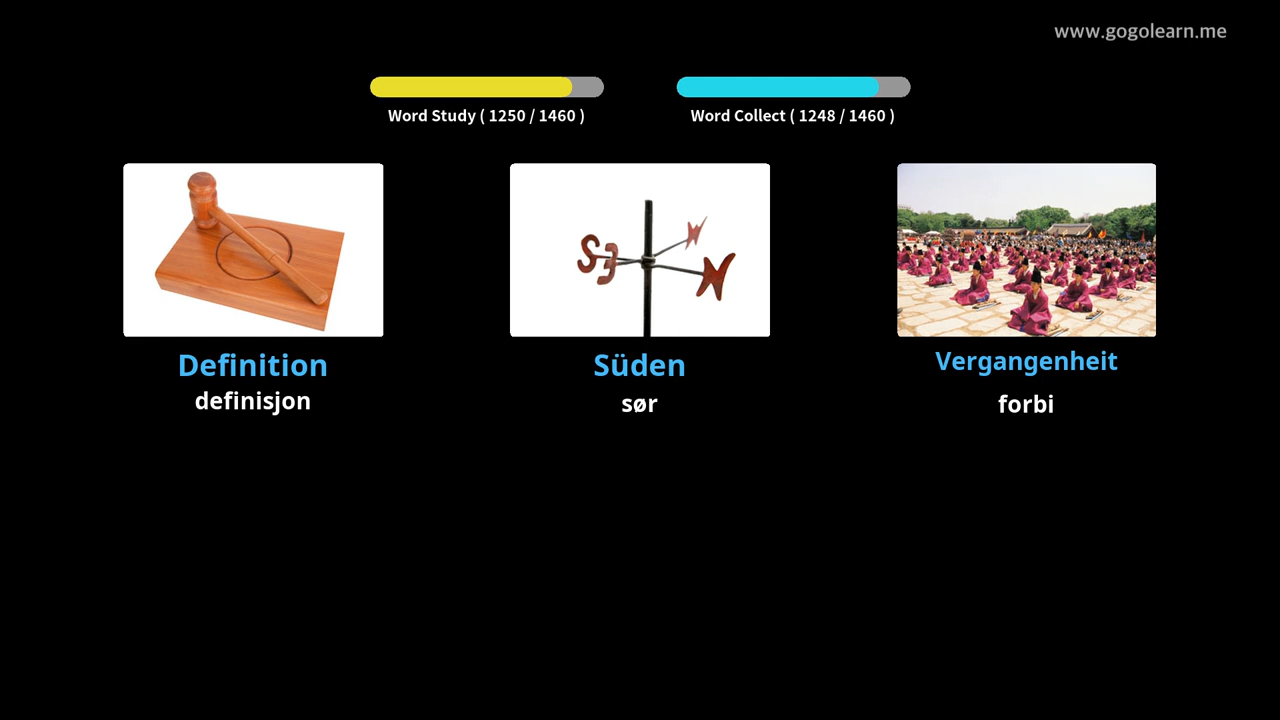 www.gogolearn.me
Word Study ( 1250 / 1460 )
Word Collect ( 1248 / 1460 )
S
E
N
W
Definition
Süden
Vergangenheit
definisjon
sør
forbi